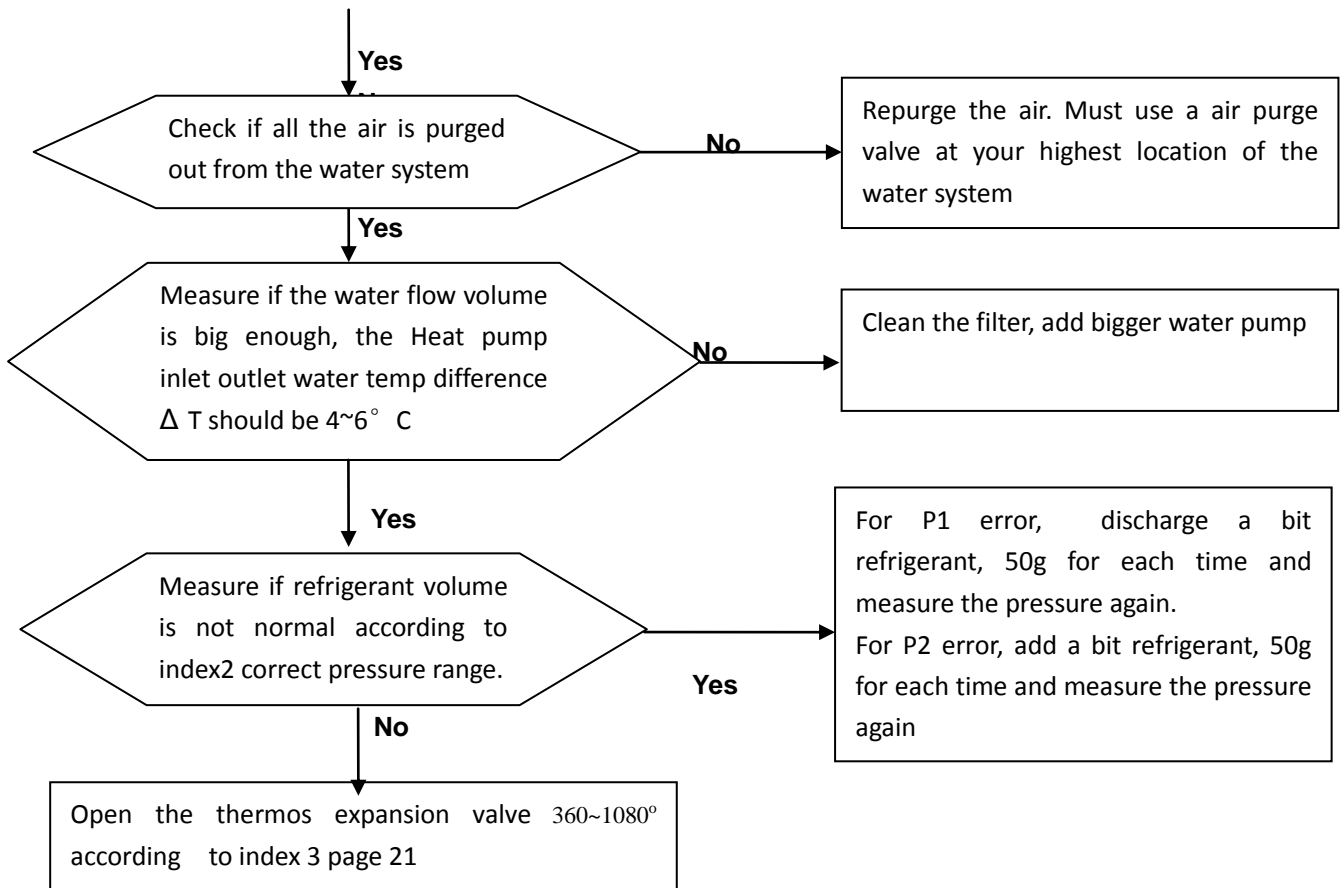 Yes
Check if all the air is purged
out from the water system
No
Repurge the air. Must use a air purge
valve at your highest location of the
water system
Yes
Measure if the water flow volume
is big enough, the Heat pump
inlet outlet water temp difference
Δ T should be 4~6° C
No
Clean the filter, add bigger water pump
Yes
Measure if refrigerant volume
is not normal according to
index2 correct pressure range.
Yes
For P1 error, discharge a bit
refrigerant, 50g for each time and
measure the pressure again.
For P2 error, add a bit refrigerant, 50g
for each time and measure the pressure
again
No
Open the thermos expansion valve 360~1080°
according to index 3 page 21